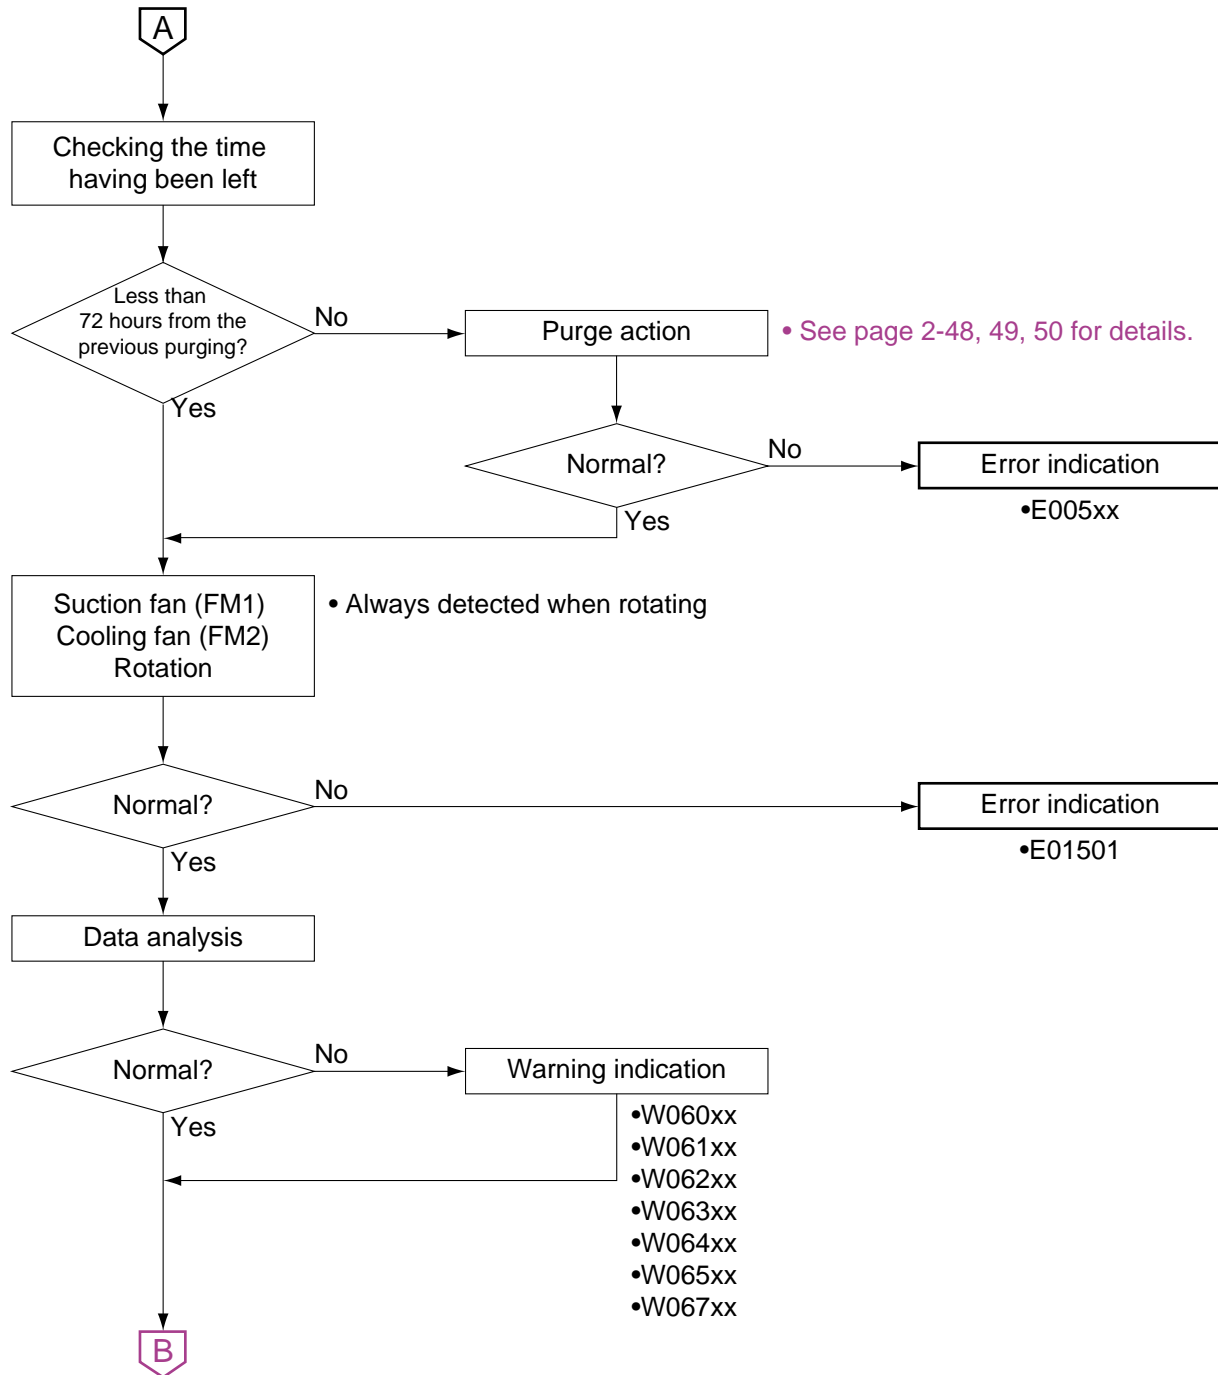 A
Checking the time
having been left
Less than
72 hours from the
previous purging?
No
Purge action
• See page 2-48, 49, 50 for details.
Yes
Normal?
No
Error indication
•E005xx
Yes
Suction fan (FM1)
Cooling fan (FM2)
Rotation
• Always detected when rotating
Normal?
No
Error indication
•E01501
Yes
Data analysis
Normal?
No
Warning indication
Yes
•W060xx
•W061xx
•W062xx
•W063xx
•W064xx
•W065xx
•W067xx
B